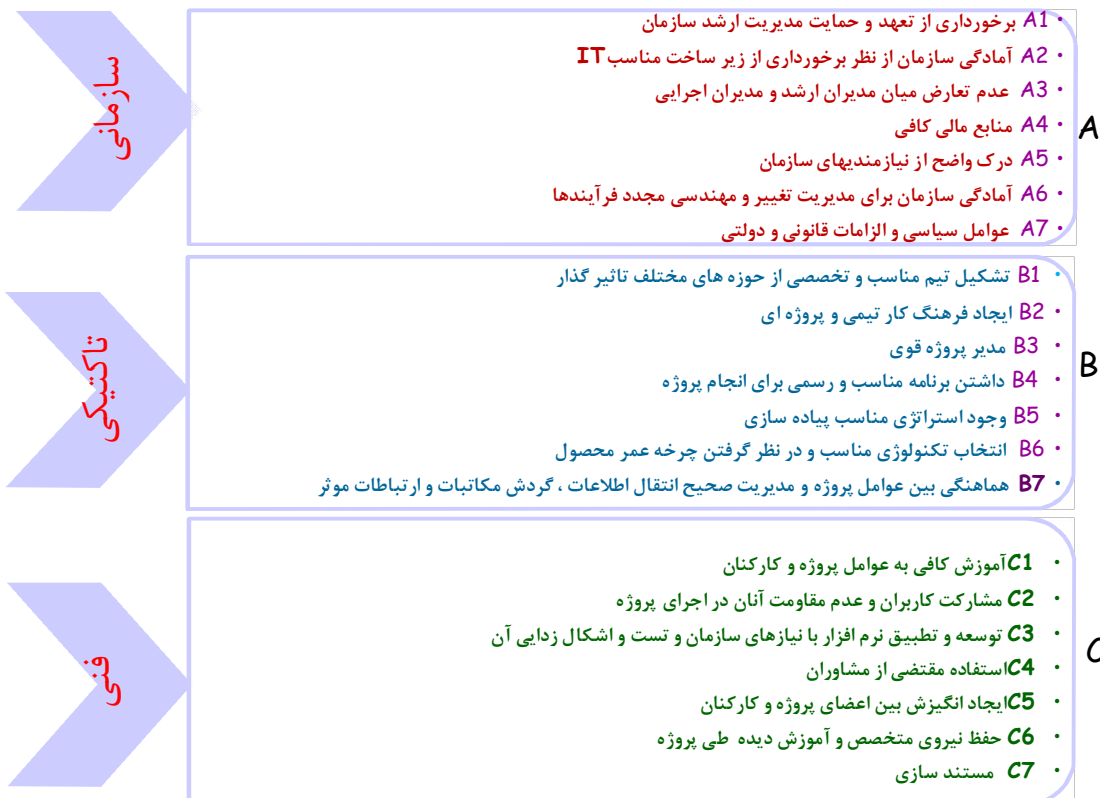 سازمانی
A
• A1 برخورداری از تعهد و حمایت مدیریت ارشد سازمان
• A2 آمادگی سازمان از نظر برخورداری از زیر ساخت مناسب IT
• A3 عدم تعارض میان مدیران ارشد و مدیران اجرایی
• A4 منابع مالی کافی
• A5 درک واضح از نیازمندیهای سازمان
• A6 آمادگی سازمان برای مدیریت تغییر و مهندسی مجدد فرآیندها
• A7 عوامل سیاسی و الزامات قانونی و دولتی
تاکتیکی
B
• B1 تشکیل تیم مناسب و تخصصی از حوزه های مختلف تاثیر گذار
• B2 ایجاد فرهنگ کار تیمی و پروژه ای
• B3 مدیر پروژه قوی
• B4 داشتن برنامه مناسب و رسمی برای انجام پروژه
• B5 وجود استراتژی مناسب پیاده سازی
• B6 انتخاب تکنولوژی مناسب و در نظر گرفتن چرخه عمر محصول
• B7 هماهنگی بین عوامل پروژه و مدیریت صحیح انتقال اطلاعات ، گردش مکاتبات و ارتباطات موثر
فنی
C
• C1آموزش کافی به عوامل پروژه و کارکنان
• C2 مشارکت کاربران و عدم مقاومت آنان در اجرای پروژه
• C3 توسعه و تطبیق نرم افزار با نیازهای سازمان و تست و اشکال زدایی آن
• C4استفاده مقتضی از مشاوران
• C5ایجاد انگیزش بین اعضای پروژه و کارکنان
• C6 حفظ نیروی متخصص و آموزش دیده طی پروژه
• C7 مستند سازی